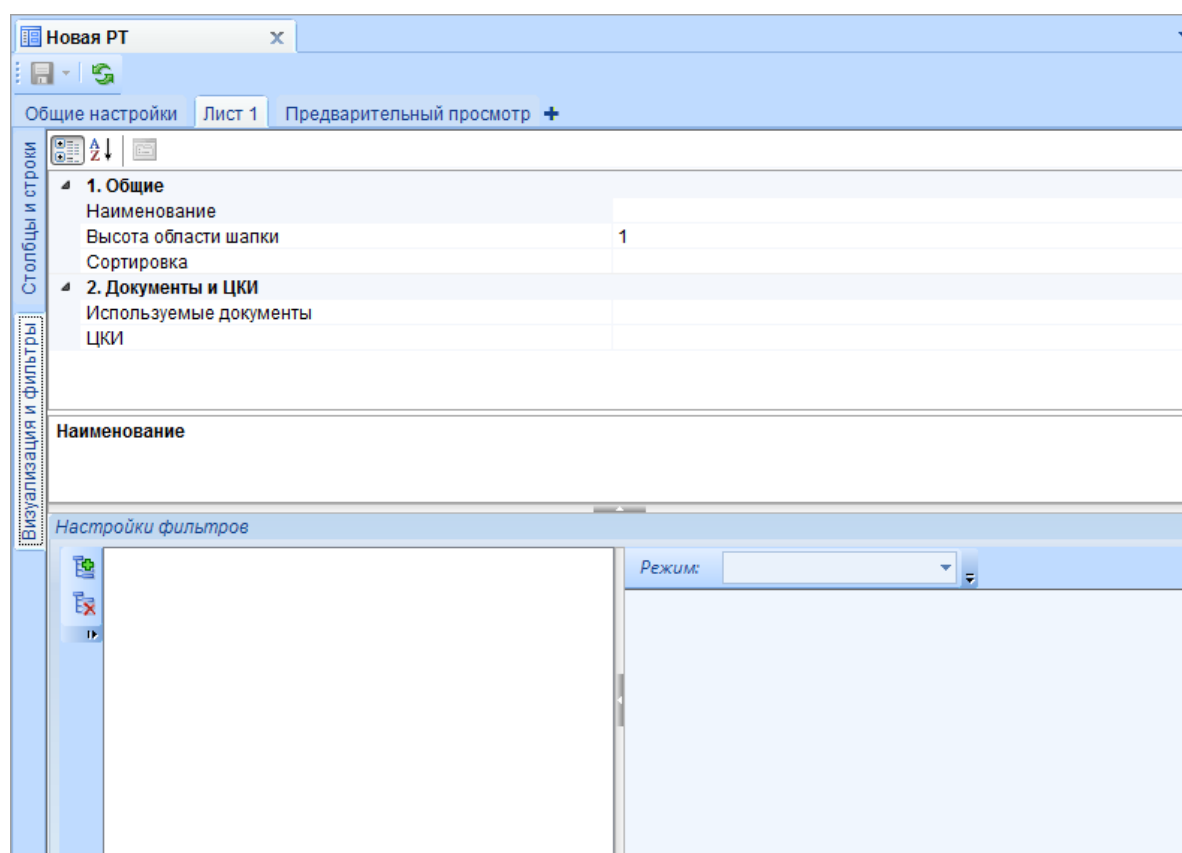 Новая РТ
Общие настройки Лист 1 Предварительный просмотр
Столбцы и строки
Визуализация и фильтры
1. Общие
Наименование
Высота области шапки 1
Сортировка
2. Документы и ЦКИ
Используемые документы
ЦКИ
Наименование
Настройки фильтров
Режим: